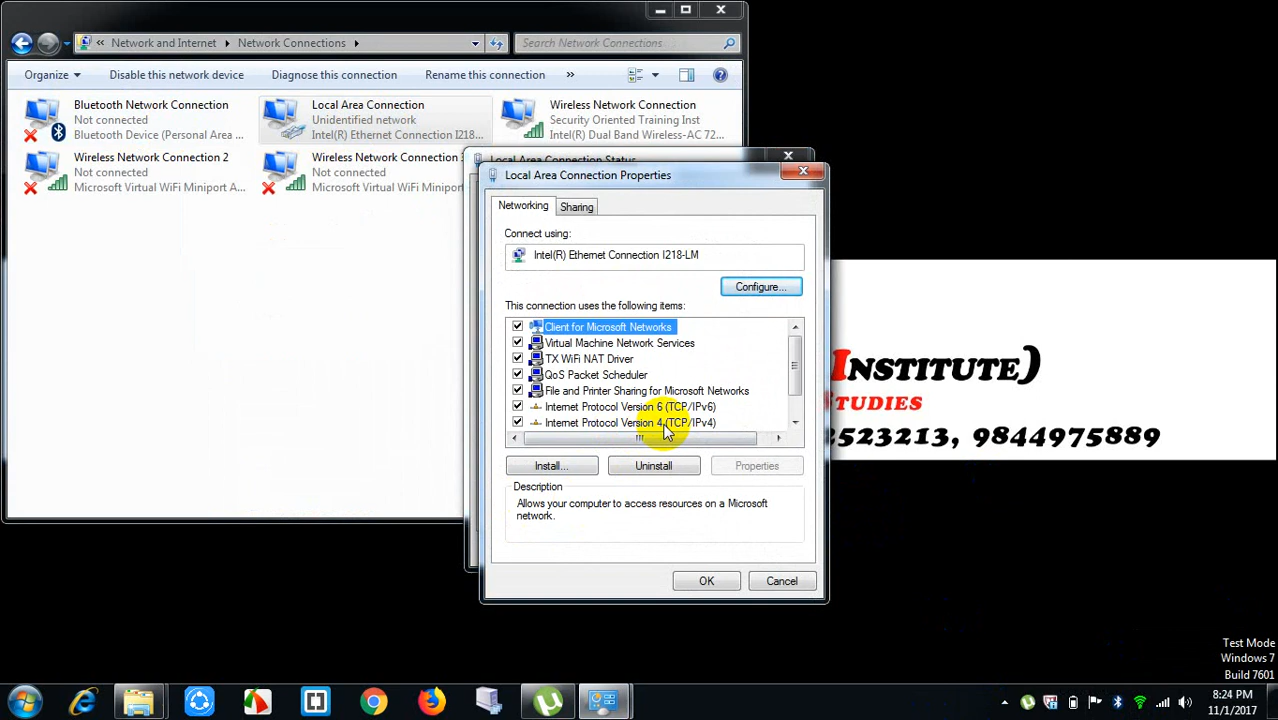 « Network and Internet Network Connections
Search Network Connections
Organize Disable this network device Diagnose this connection Rename this connection »
Bluetooth Network Connection
Not connected
Bluetooth Device (Personal Area ...
Local Area Connection
Unidentified network
Intel(R) Ethernet Connection I218...
Wireless Network Connection
Security Oriented Training Inst
Intel(R) Dual Band Wireless-AC 72...
Wireless Network Connection 2
Not connected
Microsoft Virtual WiFi Miniport A...
Wireless Network Connection
Not connected
Microsoft Virtual WiFi Miniport
Local Area Connection Status
Local Area Connection Properties
Networking
Sharing
Connect using:
Intel(R) Ethernet Connection I218-LM
Configure...
This connection uses the following items:
Client for Microsoft Networks
Virtual Machine Network Services
TX WiFi NAT Driver
QoS Packet Scheduler
File and Printer Sharing for Microsoft Networks
Internet Protocol Version 6 (TCP/IPv6)
Internet Protocol Version 4 (TCP/IPv4)
Install... Uninstall Properties
Description
Allows your computer to access resources on a Microsoft
network.
OK Cancel
INSTITUTE)
STUDIES
2523213, 9844975889
Test Mode
Windows 7
Build 7601
8:24 PM
11/1/2017